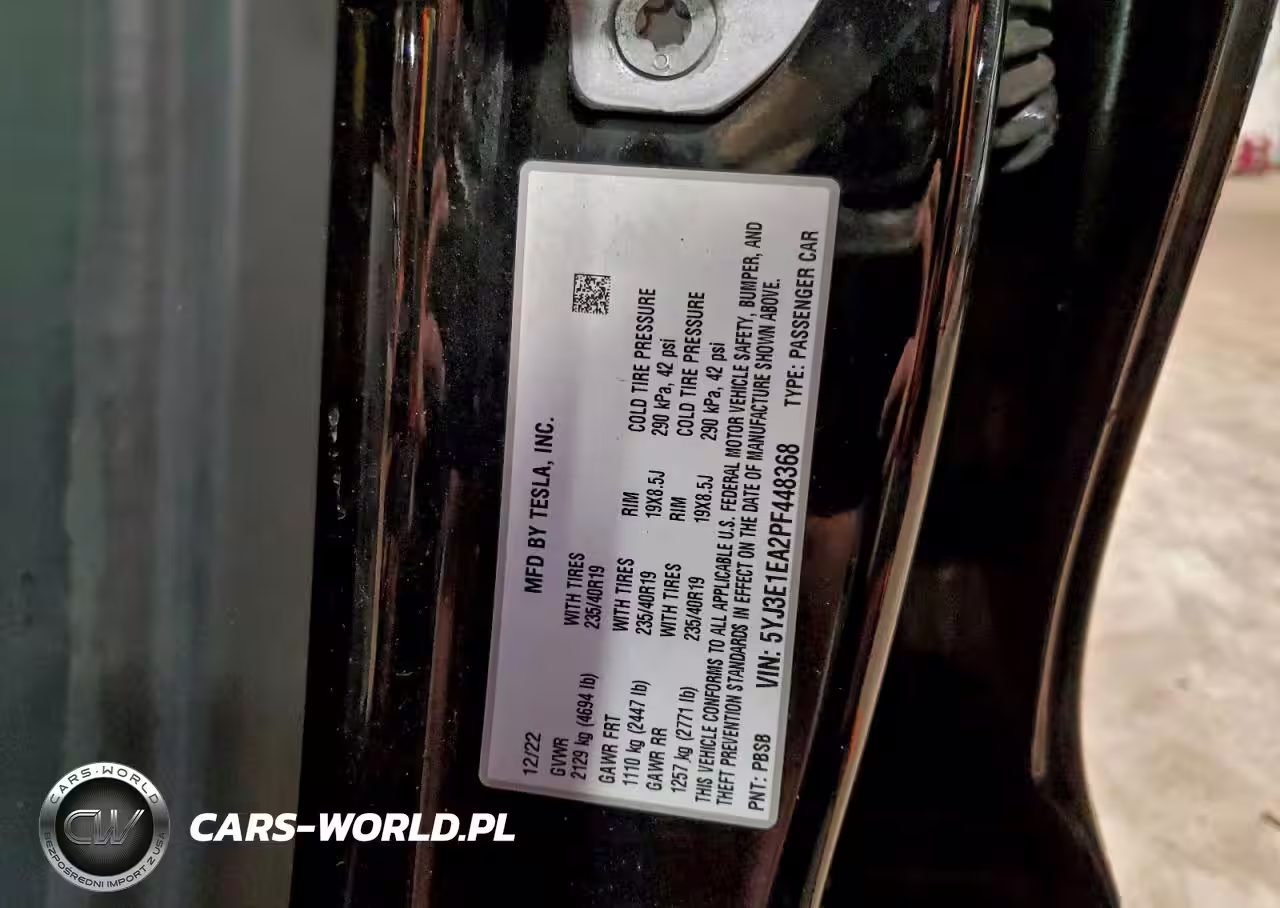 MFD BY TESLA, INC.
12/22
GVWR
2129 kg (4694 lb)
WITH TIRES
235/40R19
GAWR FRT
1110 kg (2447 lb)
WITH TIRES
235/40R19
RIM
19X8.5J
COLD TIRE PRESSURE
290 kPa, 42 psi
GAWR RR
1257 kg (2771 lb)
WITH TIRES
235/40R19
RIM
19X8.5J
COLD TIRE PRESSURE
290 kPa, 42 psi
THIS VEHICLE CONFORMS TO ALL APPLICABLE U.S. FEDERAL MOTOR VEHICLE SAFETY, BUMPER, AND
THEFT PREVENTION STANDARDS IN EFFECT ON THE DATE OF MANUFACTURE SHOWN ABOVE.
PNT: PBSB VIN: 5YJ3E1EA2PF448368 TYPE: PASSENGER CAR
CARS-WORLD
CW
BEZPOŚREDNI IMPORT Z USA
CARS-WORLD.PL